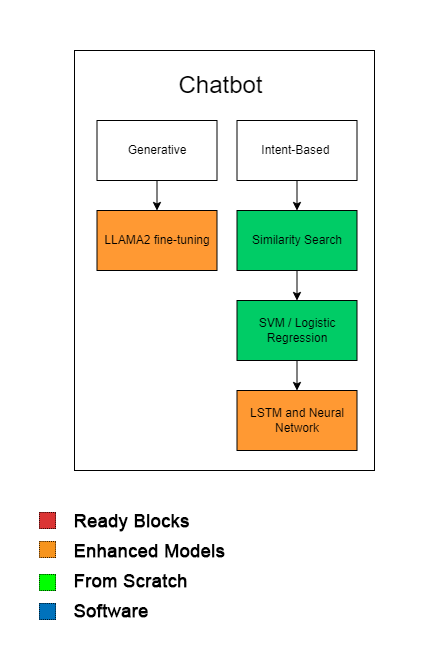 Chatbot
Generative
Intent-Based
LLAMA2 fine-tuning
Similarity Search
SVM / Logistic
Regression
LSTM and Neural
Network
Ready Blocks
Enhanced Models
From Scratch
Software